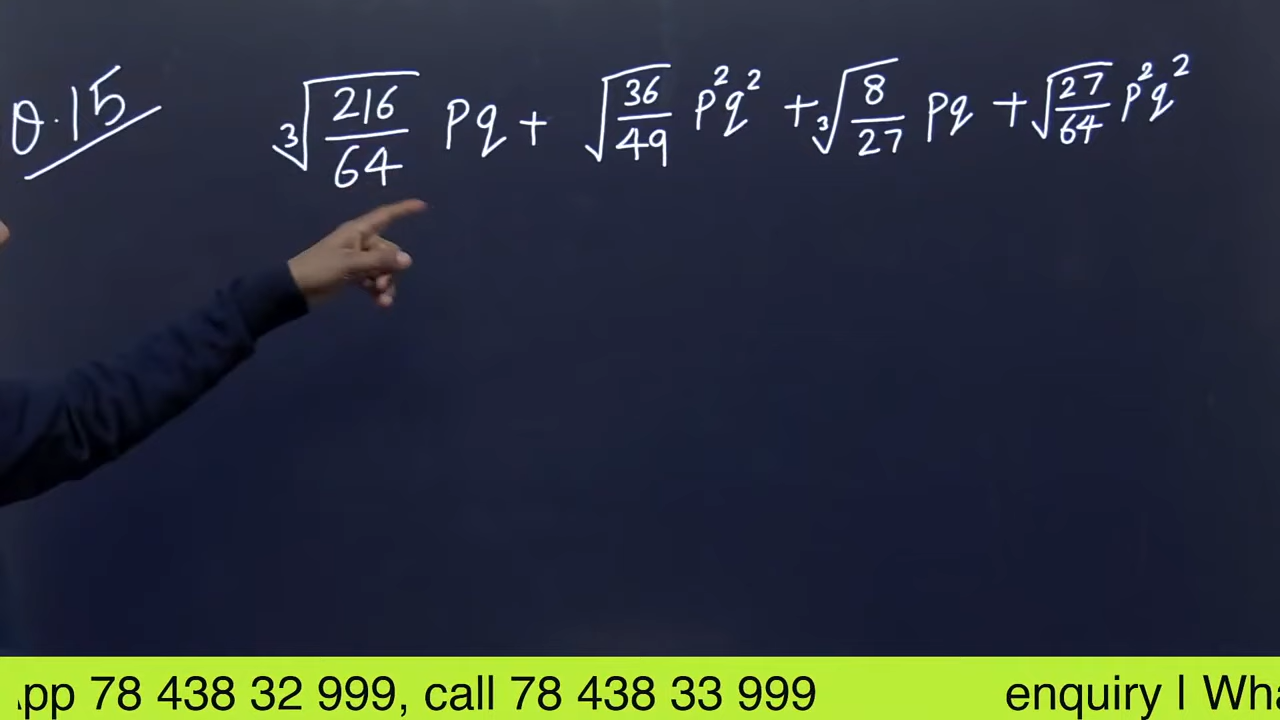 Q.15 ∛(216/64) pq + √(36/49) p²q² + ∛(8/27) pq + √(27/64) p²q²
pp 78 438 32 999, call 78 438 33 999 enquiry I Wha